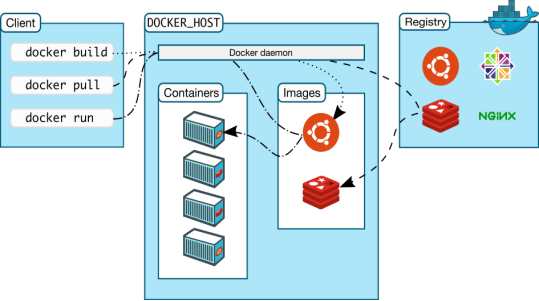 Client
docker build
docker pull
docker run
DOCKER_HOST
Docker daemon
Containers
Images
Registry
NGINX